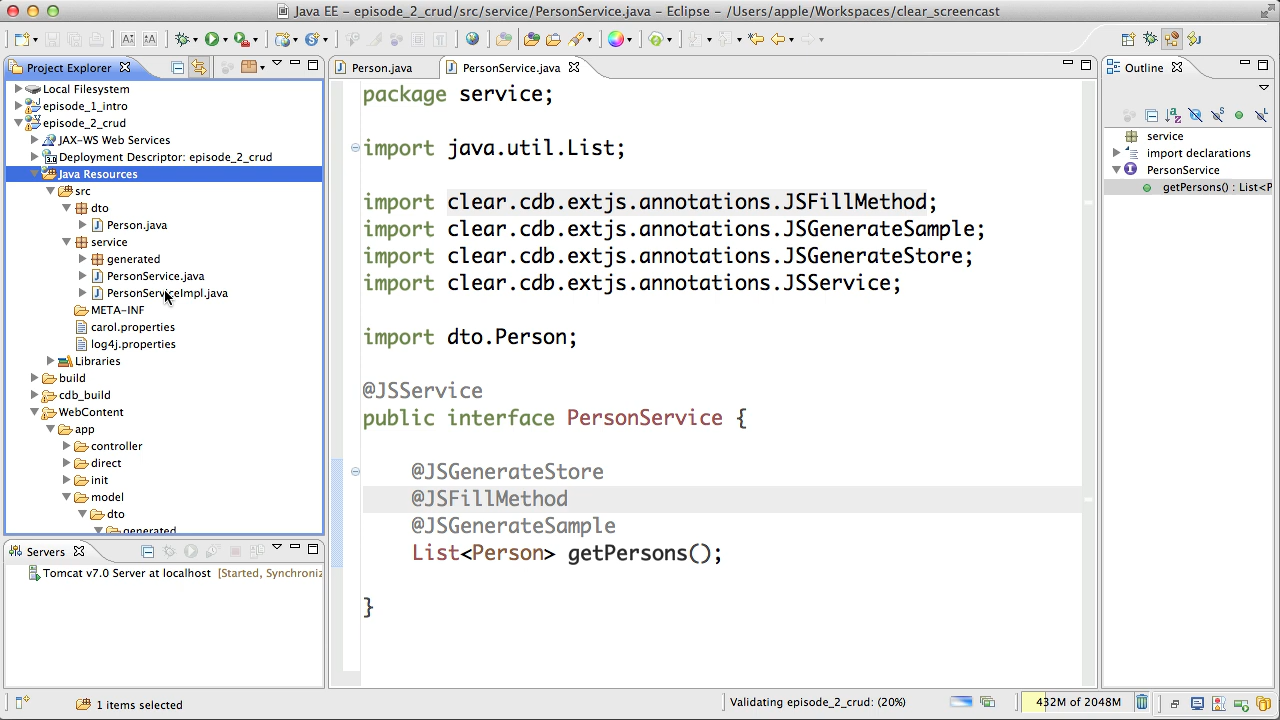 Java EE – episode_2_crud/src/service/PersonService.java – Eclipse – /Users/apple/Workspaces/clear_screencast
Project Explorer
Local Filesystem
episode_1_intro
episode_2_crud
JAX-WS Web Services
Deployment Descriptor: episode_2_crud
Java Resources
src
dto
Person.java
service
generated
PersonService.java
PersonServiceImpl.java
META-INF
carol.properties
log4j.properties
Libraries
build
cdb_build
WebContent
app
controller
direct
init
model
dto
generated
Servers
Tomcat v7.0 Server at localhost [Started, Synchroniz
Person.java
PersonService.java
package service;
import java.util.List;
import clear.cdb.extjs.annotations.JSFillMethod;
import clear.cdb.extjs.annotations.JSGenerateSample;
import clear.cdb.extjs.annotations.JSGenerateStore;
import clear.cdb.extjs.annotations.JSService;
import dto.Person;
@JSService
public interface PersonService {
@JSGenerateStore
@JSFillMethod
@JSGenerateSample
List<Person> getPersons();
}
Outline
service
import declarations
PersonService
getPersons() : List<P
1 items selected
Validating episode_2_crud: (20%)
432M of 2048M